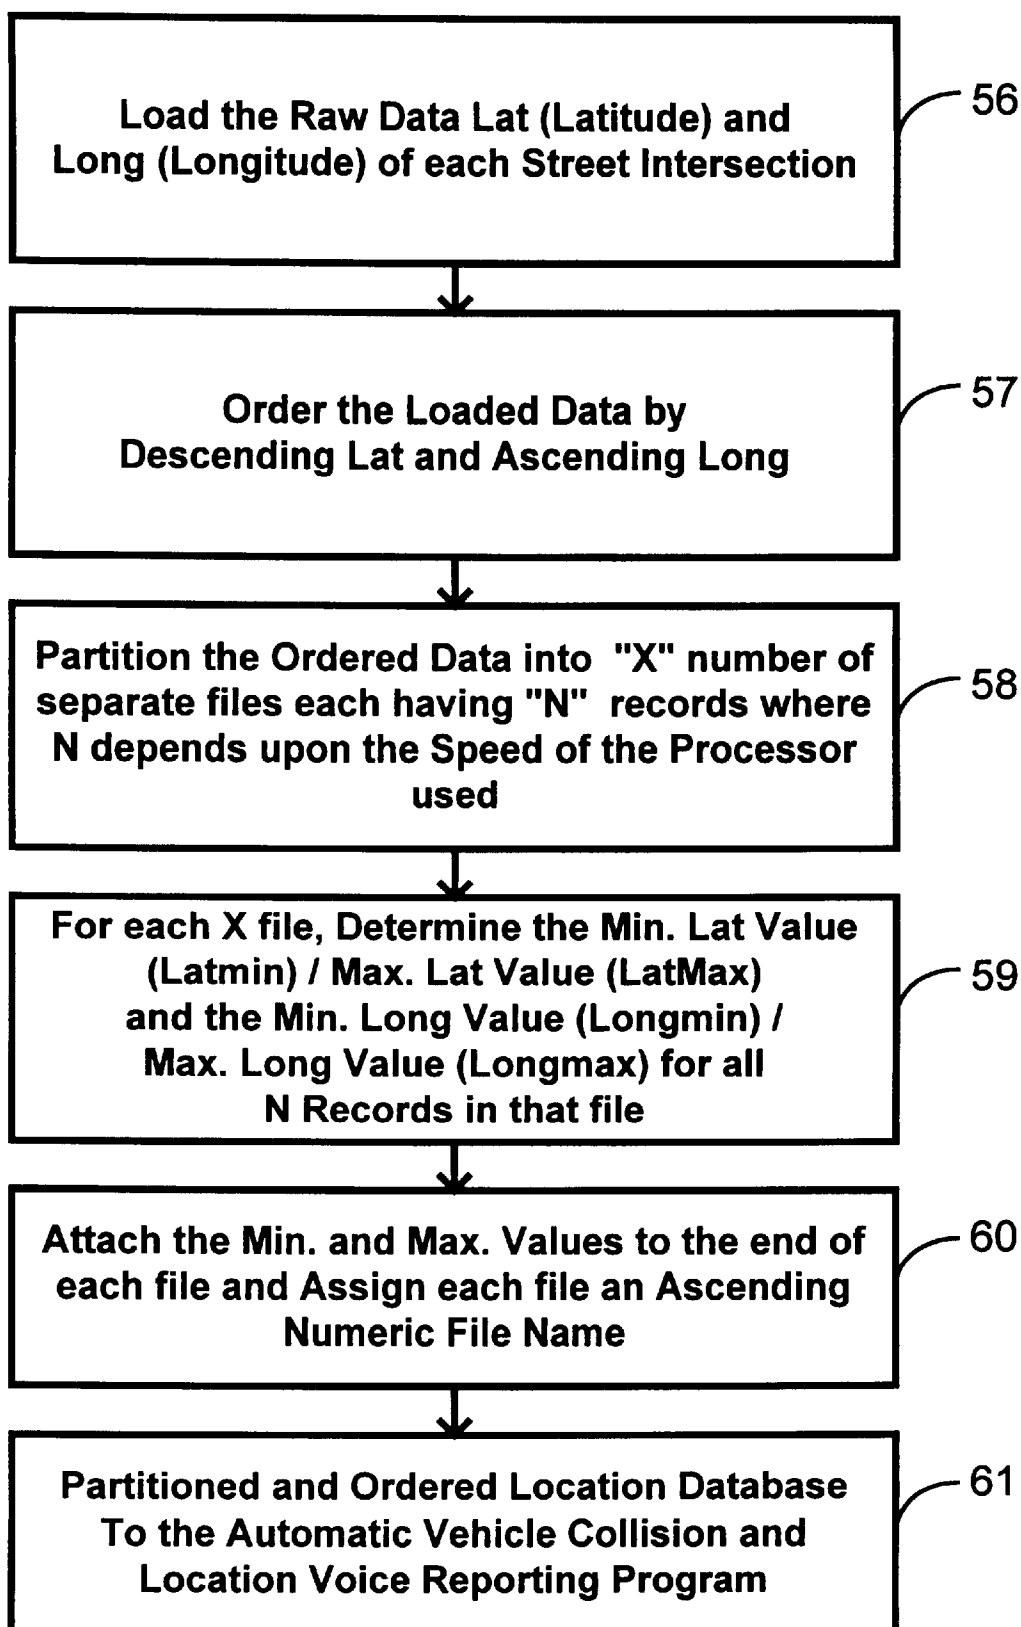 Load the Raw Data Lat (Latitude) and
Long (Longitude) of each Street Intersection
56
Order the Loaded Data by
Descending Lat and Ascending Long
57
Partition the Ordered Data into "X" number of
separate files each having "N" records where
N depends upon the Speed of the Processor
used
58
For each X file, Determine the Min. Lat Value
(Latmin) / Max. Lat Value (LatMax)
and the Min. Long Value (Longmin) /
Max. Long Value (Longmax) for all
N Records in that file
59
Attach the Min. and Max. Values to the end of
each file and Assign each file an Ascending
Numeric File Name
60
Partitioned and Ordered Location Database
To the Automatic Vehicle Collision and
Location Voice Reporting Program
61